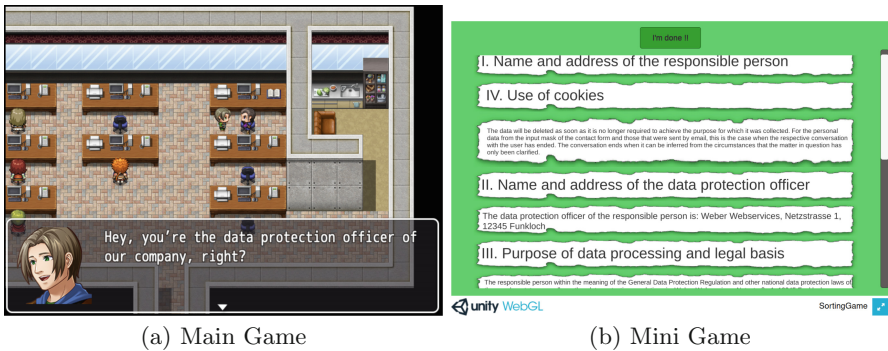 Hey, you're the data protection officer of
our company, right?
I'm done !!
I. Name and address of the responsible person
IV. Use of cookies
The data will be deleted as soon as it is no longer required to achieve the purpose for which it was collected. For the personal
data from the input mask of the contact form and those that were sent by email, this is the case when the respective conversation
with the user has ended. The conversation ends when it can be inferred from the circumstances that the matter in question has
only been clarified.
II. Name and address of the data protection officer
The data protection officer of the responsible person is: Weber Webservices, Netzstrasse 1,
12345 Funkloch
III. Purpose of data processing and legal basis
The responsible person within the meaning of the General Data Protection Regulation and other national data protection laws of
unity WebGL
SortingGame
(a) Main Game
(b) Mini Game